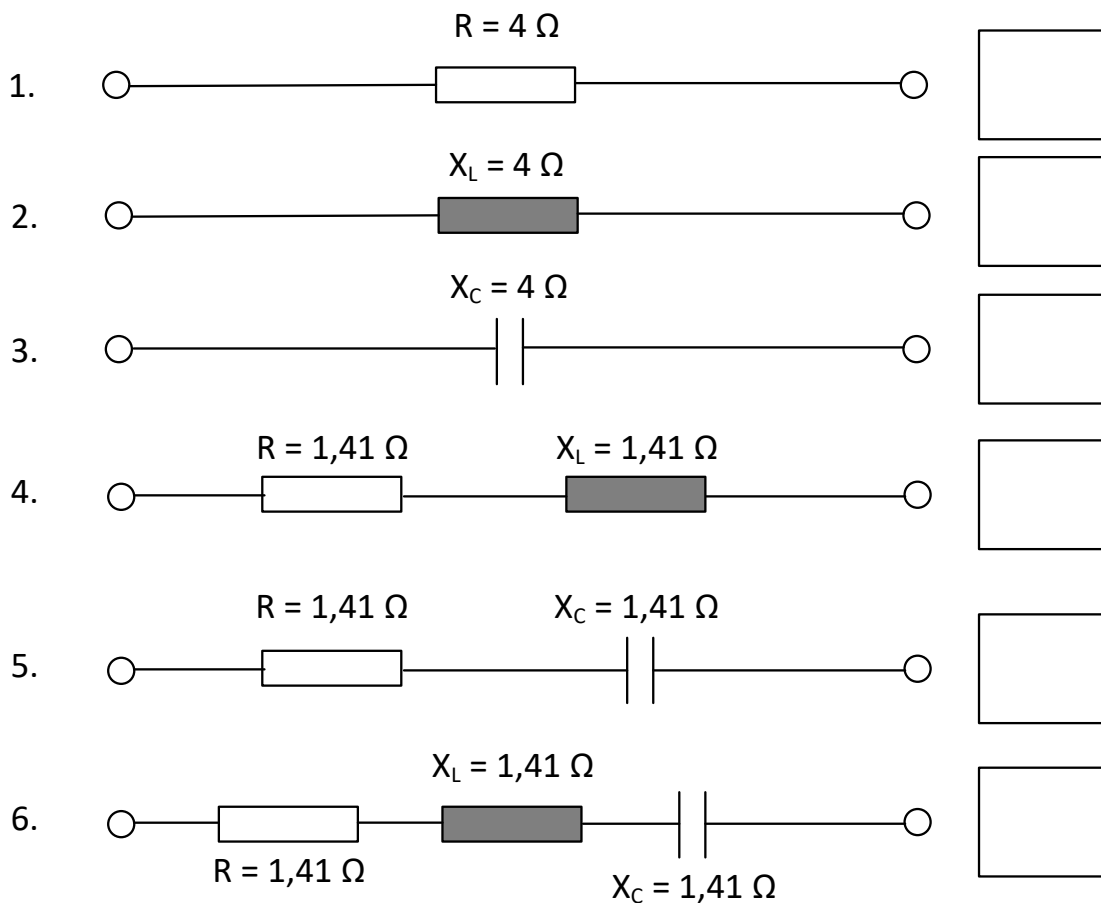 R = 4 Ω
1.
X_L = 4 Ω
2.
X_C = 4 Ω
3.
R = 1,41 Ω X_L = 1,41 Ω
4.
R = 1,41 Ω X_C = 1,41 Ω
5.
X_L = 1,41 Ω
6.
R = 1,41 Ω X_C = 1,41 Ω